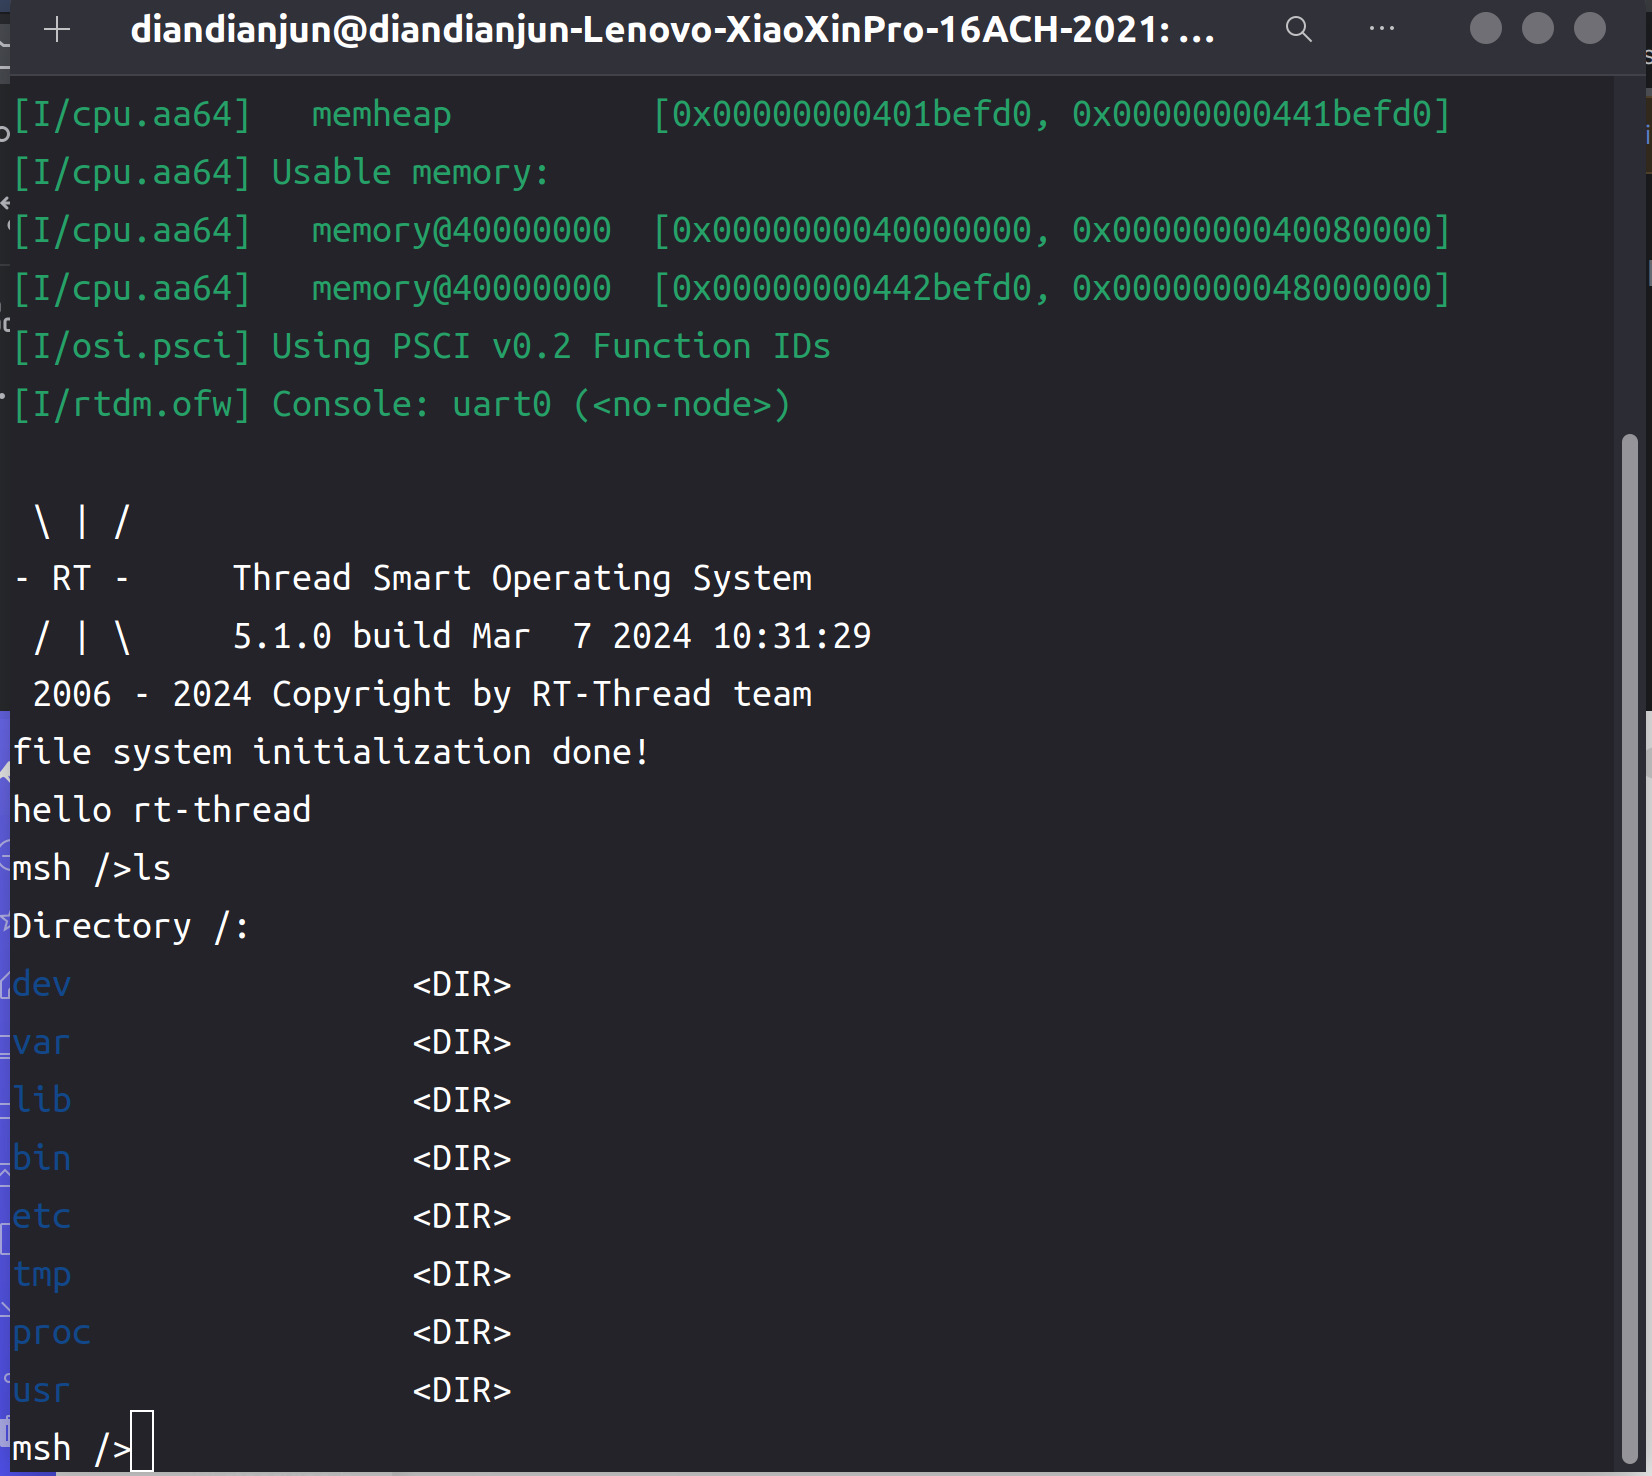 diandianjun@diandianjun-Lenovo-XiaoXinPro-16ACH-2021: ...
[I/cpu.aa64]   memheap          [0x00000000401befd0, 0x00000000441befd0]
[I/cpu.aa64] Usable memory:
[I/cpu.aa64]   memory@40000000  [0x0000000040000000, 0x0000000040080000]
[I/cpu.aa64]   memory@40000000  [0x00000000442befd0, 0x0000000048000000]
[I/osi.psci] Using PSCI v0.2 Function IDs
[I/rtdm.ofw] Console: uart0 (<no-node>)
 \ | /
- RT -     Thread Smart Operating System
 / | \     5.1.0 build Mar  7 2024 10:31:29
 2006 - 2024 Copyright by RT-Thread team
file system initialization done!
hello rt-thread
msh />ls
Directory /:
dev                 <DIR>
var                 <DIR>
lib                 <DIR>
bin                 <DIR>
etc                 <DIR>
tmp                 <DIR>
proc                <DIR>
usr                 <DIR>
msh />